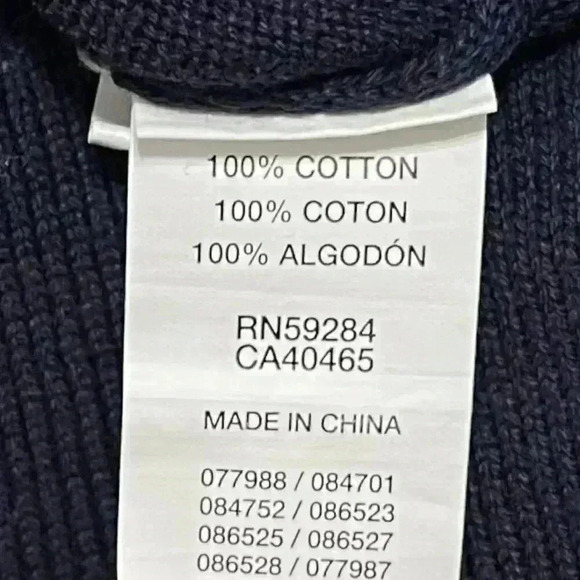 100% COTTON
100% COTON
100% ALGODÓN
RN59284
CA40465
MADE IN CHINA
077988 / 084701
084752 / 086523
086525 / 086527
086528 / 077987